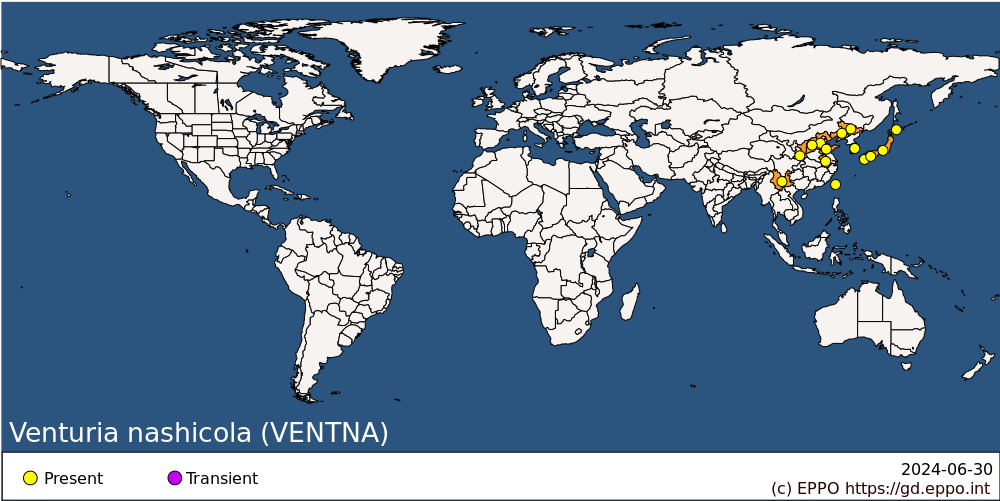 Venturia nashicola (VENTNA)
Present
Transient
2024-06-30
(c) EPPO https://gd.eppo.int